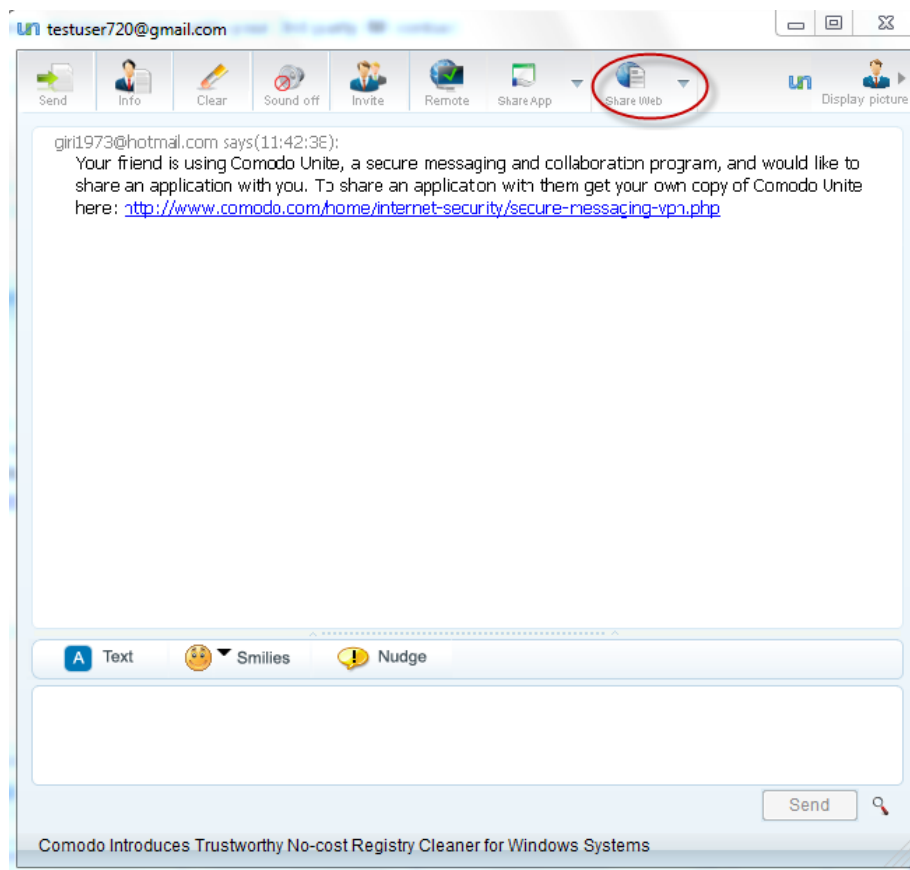 un testuser720@gmail.com
Send Info Clear Sound off Invite Remote Share App Share Web un Display picture
giri1973@hotmail.com says(11:42:38):
Your friend is using Comodo Unite, a secure messaging and collaboration program, and would like to
share an application with you. To share an applicaton with them get your own copy of Comodo Unite
here: http://www.comodo.com/home/internet-security/secure-messaging-vpn.php
A Text Smilies Nudge
Send
Comodo Introduces Trustworthy No-cost Registry Cleaner for Windows Systems